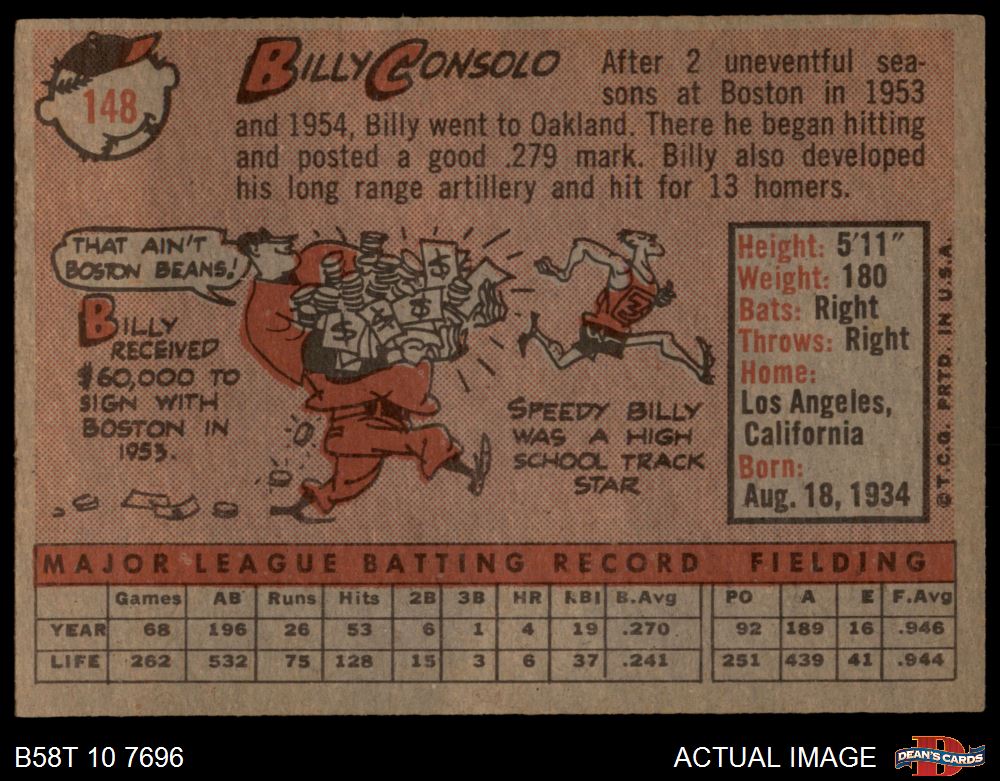 148
BILLY CONSOLO
After 2 uneventful sea-
sons at Boston in 1953
and 1954, Billy went to Oakland. There he began hitting
and posted a good .279 mark. Billy also developed
his long range artillery and hit for 13 homers.
THAT AIN'T
BOSTON BEANS!
BILLY
RECEIVED
$60,000 TO
SIGN WITH
BOSTON IN
1953.
$ $ $ $
SPEEDY BILLY
WAS A HIGH
SCHOOL TRACK
STAR
Height: 5'11"
Weight: 180
Bats: Right
Throws: Right
Home:
Los Angeles,
California
Born:
Aug. 18, 1934
© T.C.G. PRTD. IN U.S.A.
MAJOR LEAGUE BATTING RECORD FIELDING
Games AB Runs Hits 2B 3B HR RBI B.Avg PO A E F.Avg
YEAR 68 196 26 53 6 1 4 19 .270 92 189 16 .946
LIFE 262 532 75 128 15 3 6 37 .241 251 439 41 .944
B58T 10 7696
ACTUAL IMAGE
D
DEAN'S CARDS